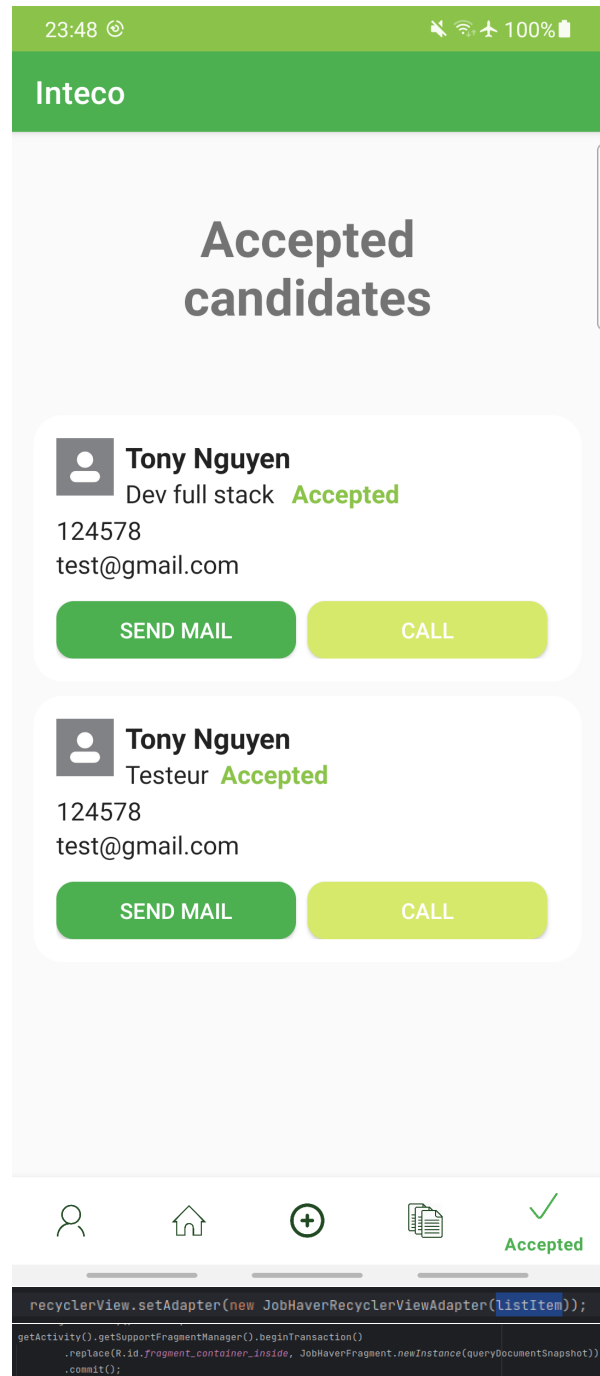 23:48 100%
Inteco
Accepted
candidates
Tony Nguyen
Dev full stack Accepted
124578
test@gmail.com
SEND MAIL CALL
Tony Nguyen
Testeur Accepted
124578
test@gmail.com
SEND MAIL CALL
Accepted
recyclerView.setAdapter(new JobHaverRecyclerViewAdapter(listItem));
getActivity().getSupportFragmentManager().beginTransaction()
.replace(R.id.fragment_container_inside, JobHaverFragment.newInstance(queryDocumentSnapshot))
.commit();